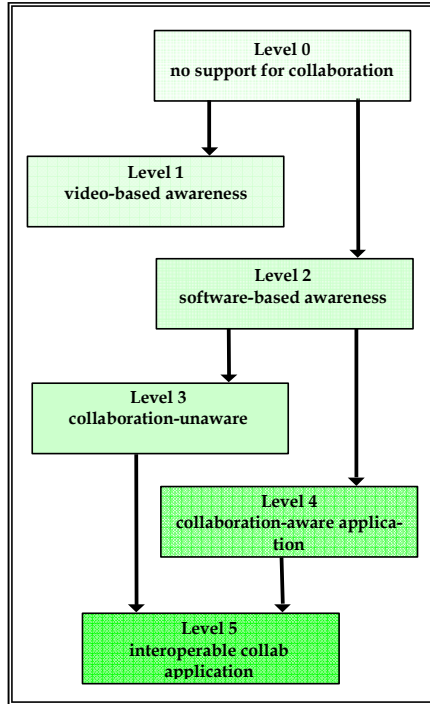 Level 0
no support for collaboration
Level 1
video-based awareness
Level 2
software-based awareness
Level 3
collaboration-unaware
Level 4
collaboration-aware applica-
tion
Level 5
interoperable collab
application